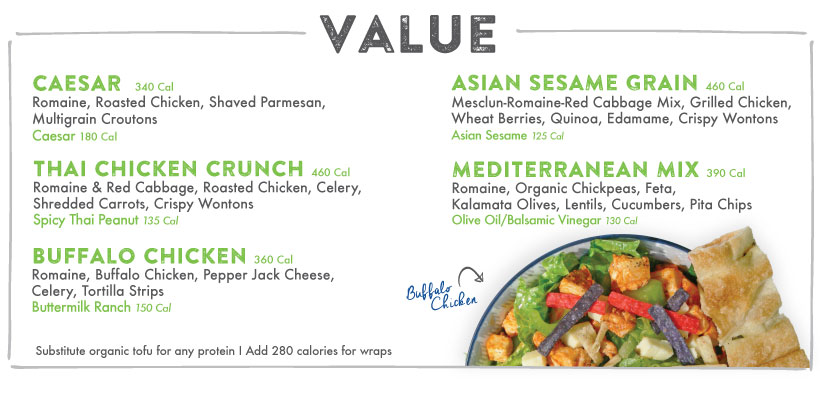 VALUE
CAESAR 340 Cal
Romaine, Roasted Chicken, Shaved Parmesan,
Multigrain Croutons
Caesar 180 Cal
THAI CHICKEN CRUNCH 460 Cal
Romaine & Red Cabbage, Roasted Chicken, Celery,
Shredded Carrots, Crispy Wontons
Spicy Thai Peanut 135 Cal
BUFFALO CHICKEN 360 Cal
Romaine, Buffalo Chicken, Pepper Jack Cheese,
Celery, Tortilla Strips
Buttermilk Ranch 150 Cal
Substitute organic tofu for any protein I Add 280 calories for wraps
ASIAN SESAME GRAIN 460 Cal
Mesclun-Romaine-Red Cabbage Mix, Grilled Chicken,
Wheat Berries, Quinoa, Edamame, Crispy Wontons
Asian Sesame 125 Cal
MEDITERRANEAN MIX 390 Cal
Romaine, Organic Chickpeas, Feta,
Kalamata Olives, Lentils, Cucumbers, Pita Chips
Olive Oil/Balsamic Vinegar 130 Cal
Buffalo
Chicken